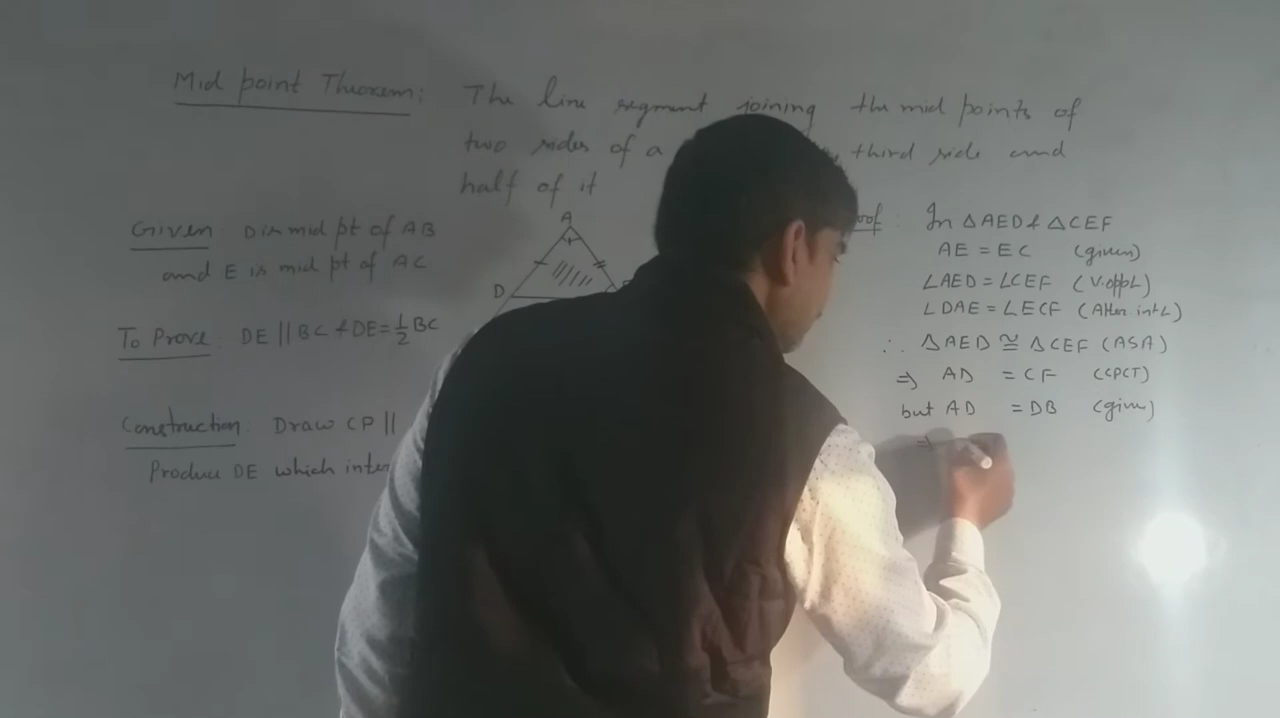 Mid point Theorem: The line segment joining the mid points of
two sides of a third side and
half of it
Given D is mid pt of AB
and E is mid pt of AC
To Prove: DE || BC & DE = 1/2 BC
Construction: Draw CP ||
Produce DE which
A
D
: In △AED & △CEF
AE = EC (given)
∠AED = ∠CEF (V.opp∠)
∠DAE = ∠ECF (Alter. int∠)
∴ △AED ≅ △CEF (ASA)
⇒ AD = CF (CPCT)
but AD = DB (given)
⇒